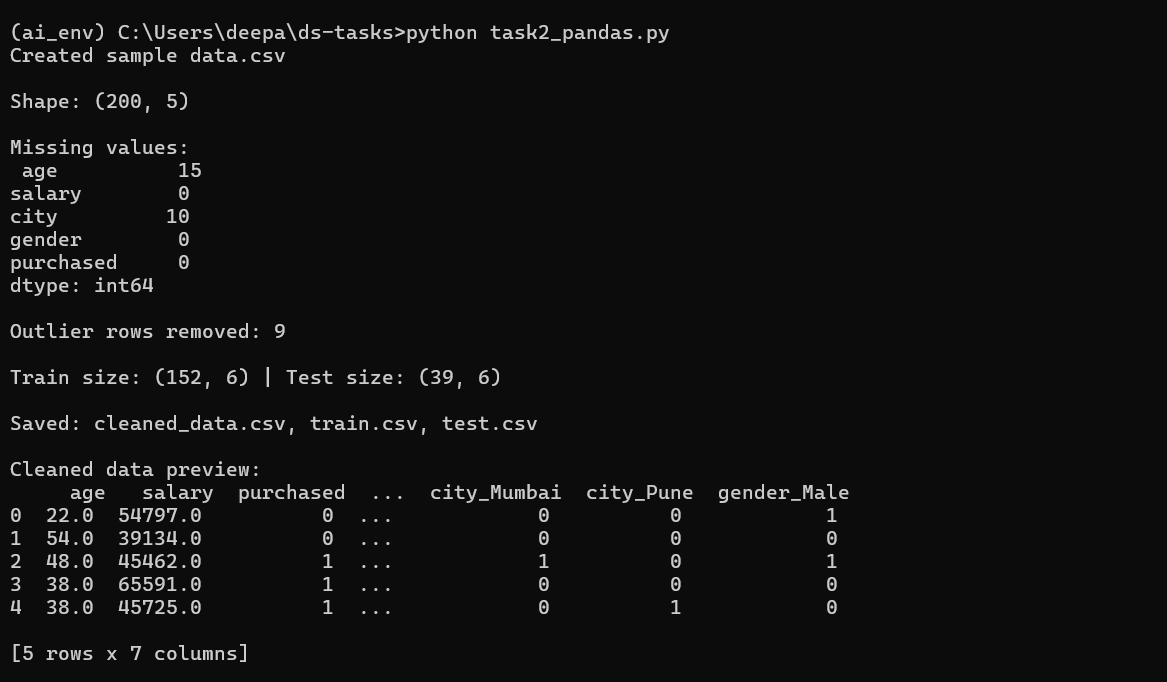 (ai_env) C:\Users\deepa\ds-tasks>python task2_pandas.py
Created sample data.csv

Shape: (200, 5)

Missing values:
 age          15
salary        0
city         10
gender        0
purchased     0
dtype: int64

Outlier rows removed: 9

Train size: (152, 6) | Test size: (39, 6)

Saved: cleaned_data.csv, train.csv, test.csv

Cleaned data preview:
     age   salary  purchased  ...  city_Mumbai  city_Pune  gender_Male
0  22.0  54797.0          0  ...            0          0            1
1  54.0  39134.0          0  ...            0          0            0
2  48.0  45462.0          1  ...            1          0            1
3  38.0  65591.0          1  ...            0          0            0
4  38.0  45725.0          1  ...            0          1            0

[5 rows x 7 columns]